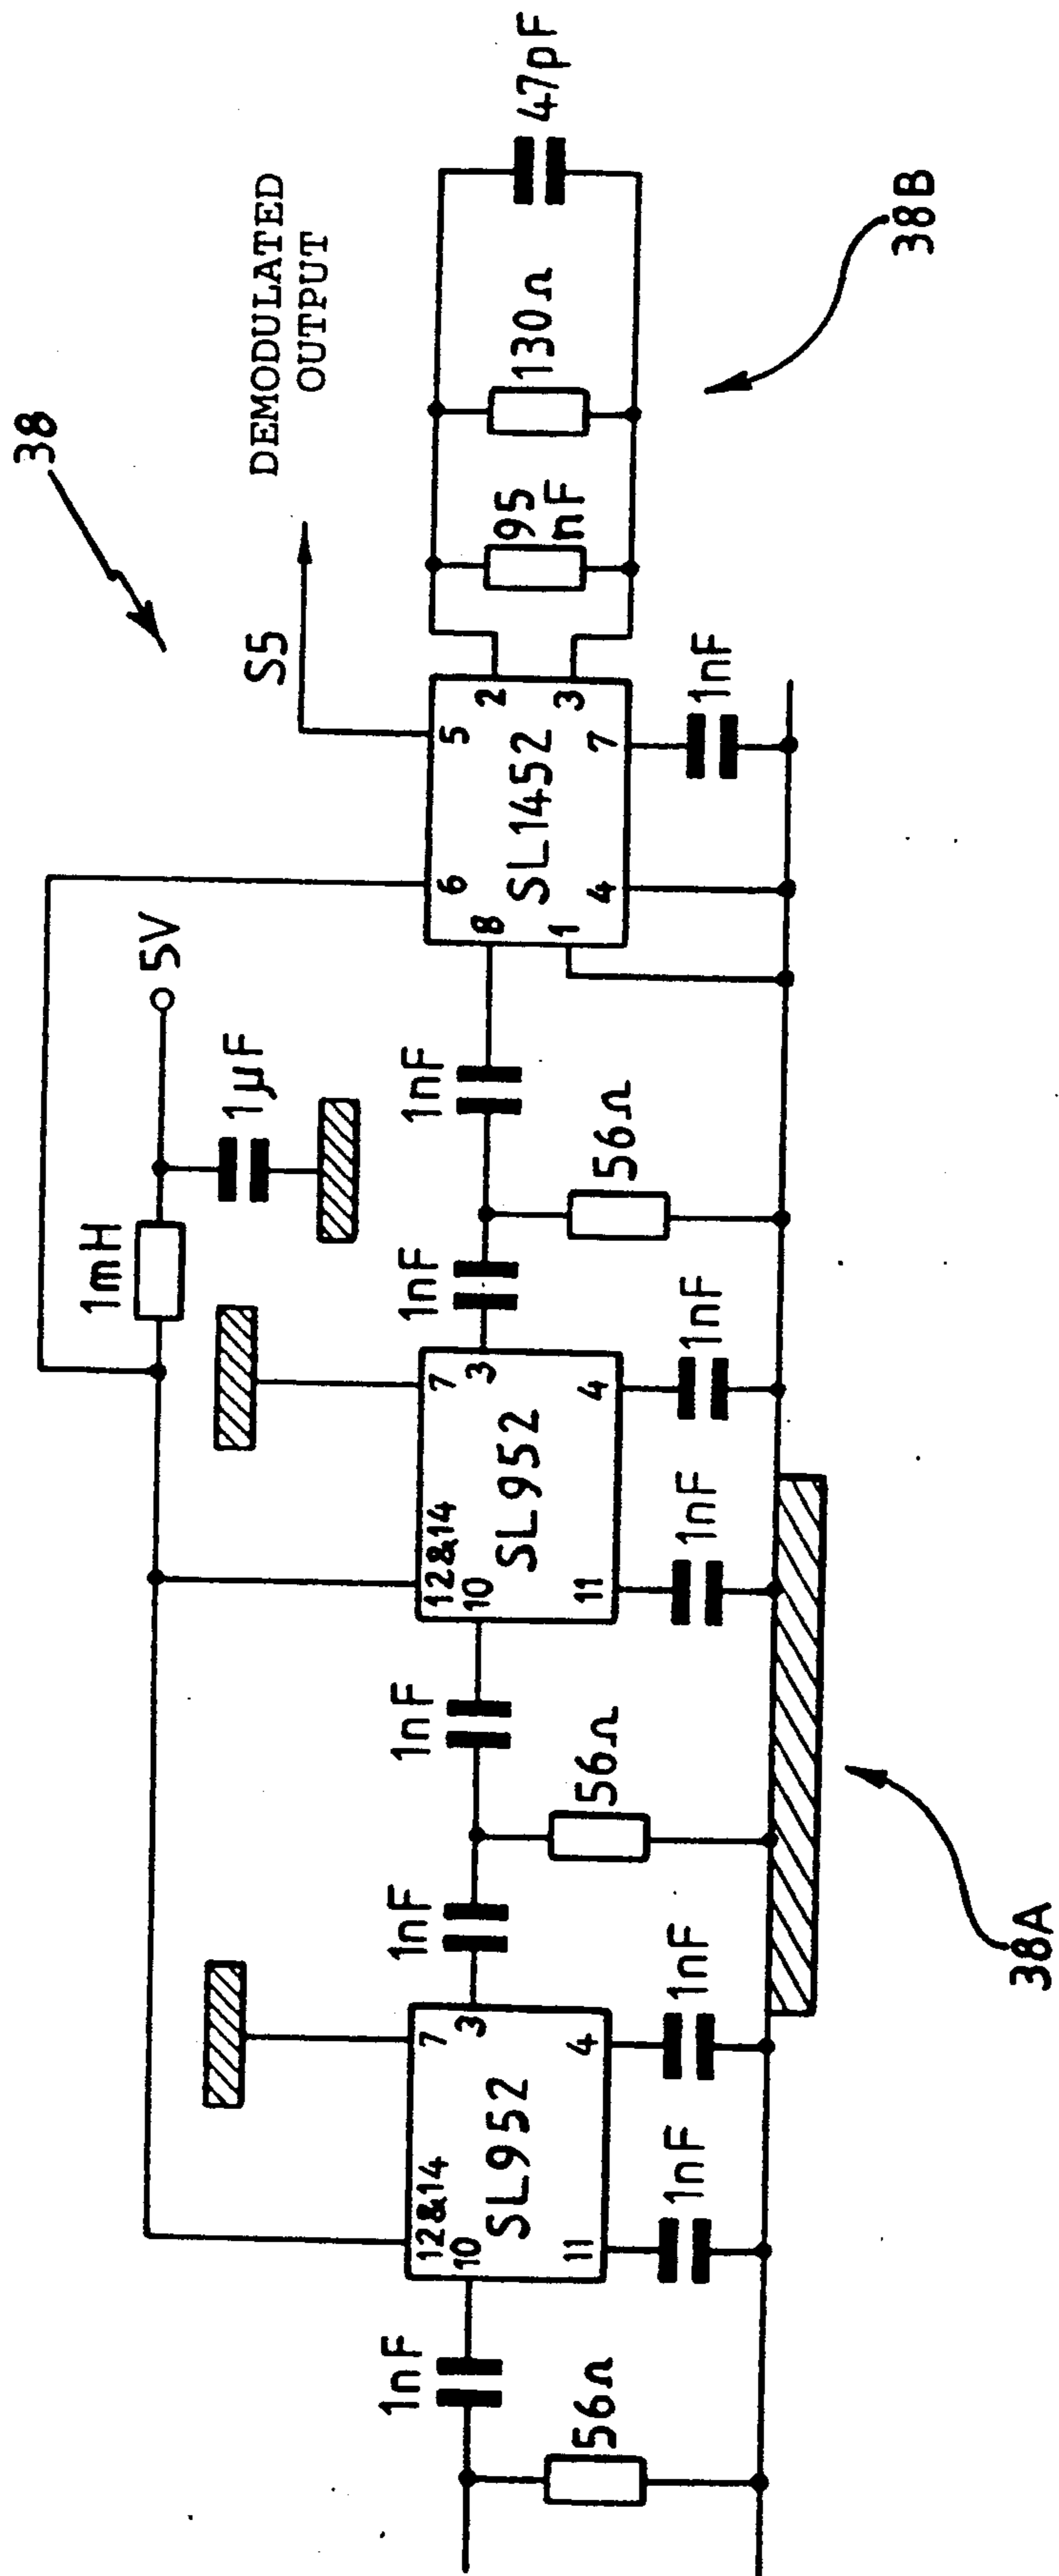 38
DEMODULATED
OUTPUT
S5
5V
1mH
1µF
12&14
10
7
3
SL952
11
4
12&14
10
7
3
SL952
11
4
6
5
8
2
SL1452
1
3
4
7
1nF
1nF
1nF
1nF
1nF
56Ω
56Ω
56Ω
1nF
1nF
1nF
1nF
1nF
95
nF
130Ω
47pF
38A
38B